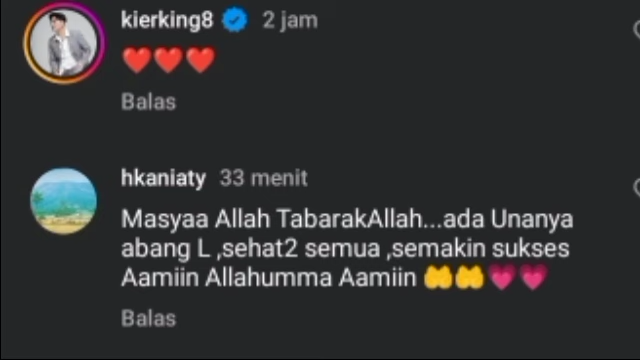 kierking8 2 jam
❤️❤️❤️
Balas
hkaniaty 33 menit
Masyaa Allah TabarakAllah...ada Unanya
abang L ,sehat2 semua ,semakin sukses
Aamiin Allahumma Aamiin 🤲🤲💗💗
Balas